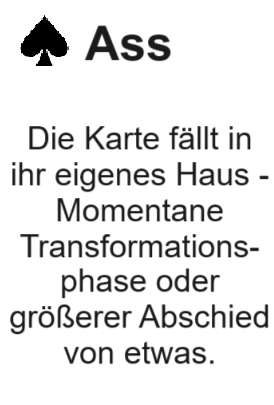 ♠ Ass
Die Karte fällt in
ihr eigenes Haus -
Momentane
Transformations-
phase oder
größerer Abschied
von etwas.